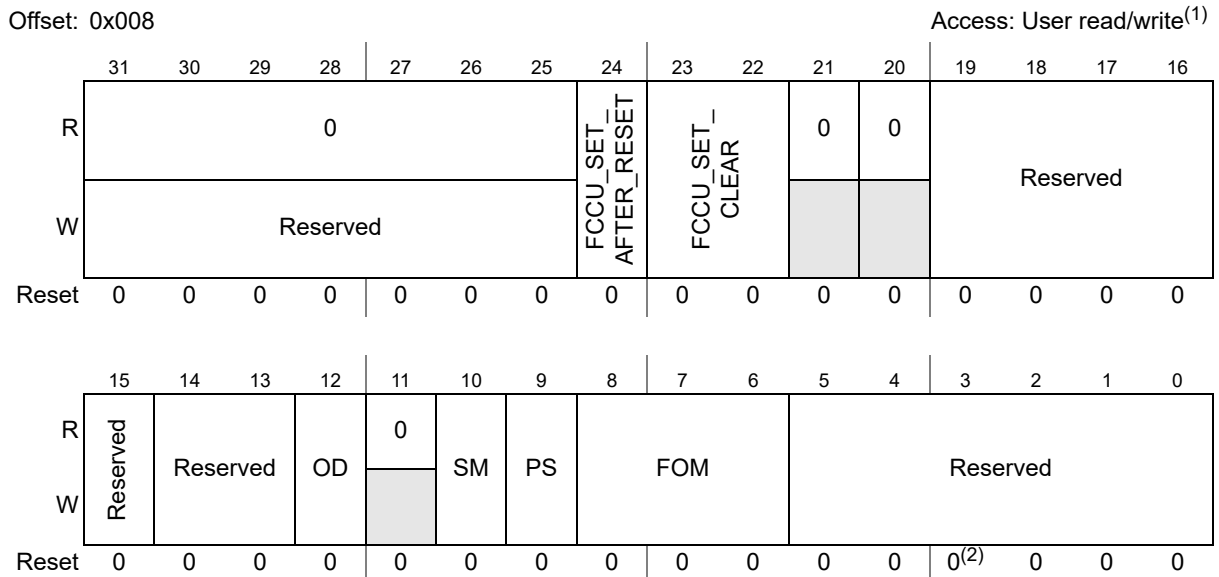 Offset: 0x008 Access: User read/write(1)
31 30 29 28 27 26 25 24 23 22 21 20 19 18 17 16
R 0 FCCU_SET_AFTER_RESET FCCU_SET_CLEAR 0 0 Reserved
W Reserved
Reset 0 0 0 0 0 0 0 0 0 0 0 0 0 0 0 0
15 14 13 12 11 10 9 8 7 6 5 4 3 2 1 0
R Reserved Reserved OD 0 SM PS FOM Reserved
W
Reset 0 0 0 0 0 0 0 0 0 0 0 0 0(2) 0 0 0